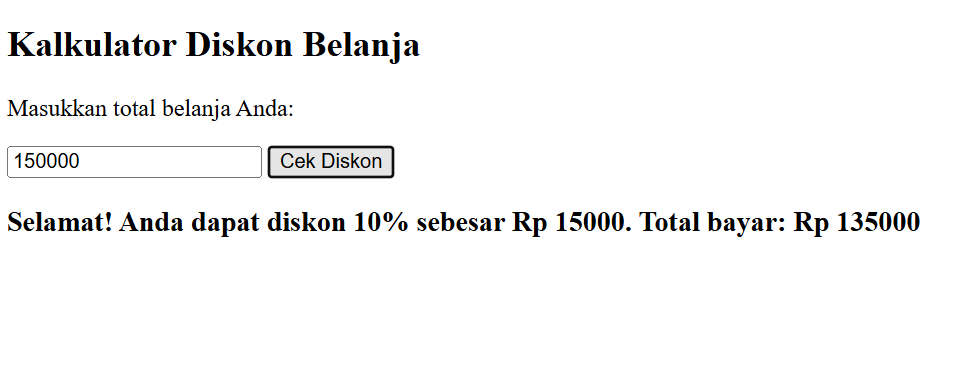 Kalkulator Diskon Belanja
Masukkan total belanja Anda:
150000 Cek Diskon
Selamat! Anda dapat diskon 10% sebesar Rp 15000. Total bayar: Rp 135000